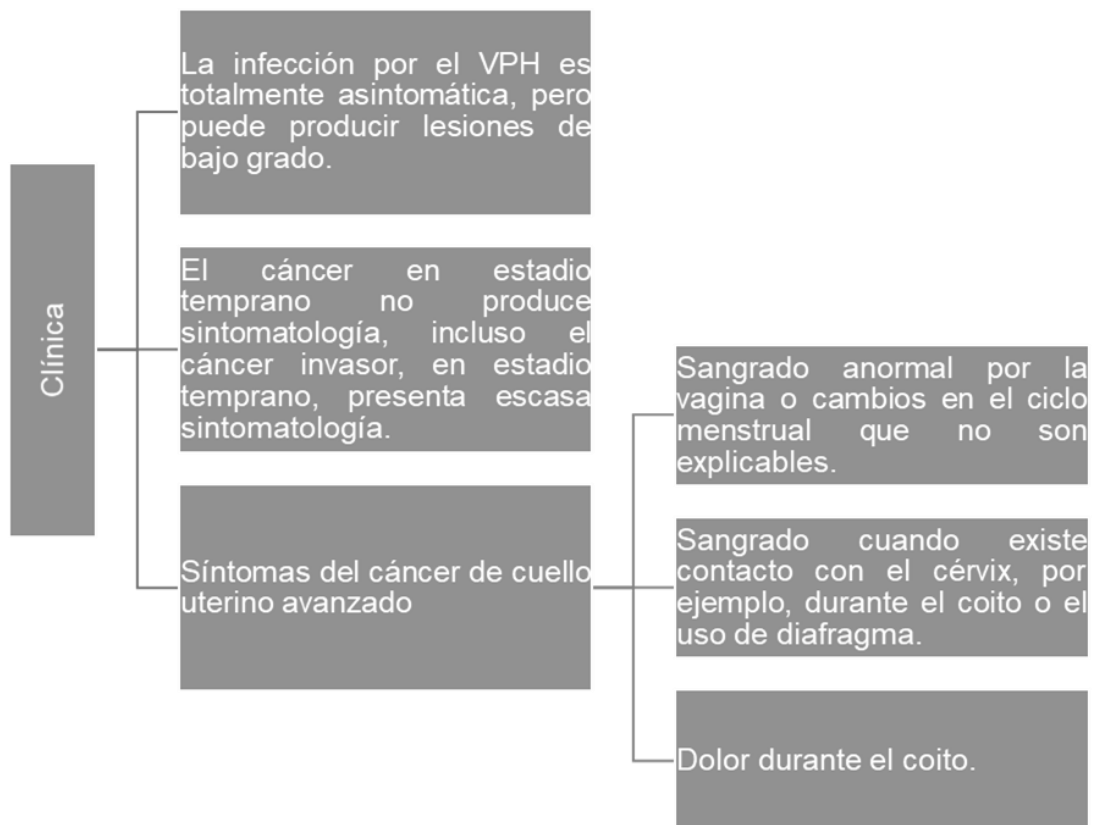 Clínica
La infección por el VPH es
totalmente asintomática, pero
puede producir lesiones de
bajo grado.
El cáncer en estadio
temprano no produce
sintomatología, incluso el
cáncer invasor, en estadio
temprano, presenta escasa
sintomatología.
Síntomas del cáncer de cuello
uterino avanzado
Sangrado anormal por la
vagina o cambios en el ciclo
menstrual que no son
explicables.
Sangrado cuando existe
contacto con el cérvix, por
ejemplo, durante el coito o el
uso de diafragma.
Dolor durante el coito.